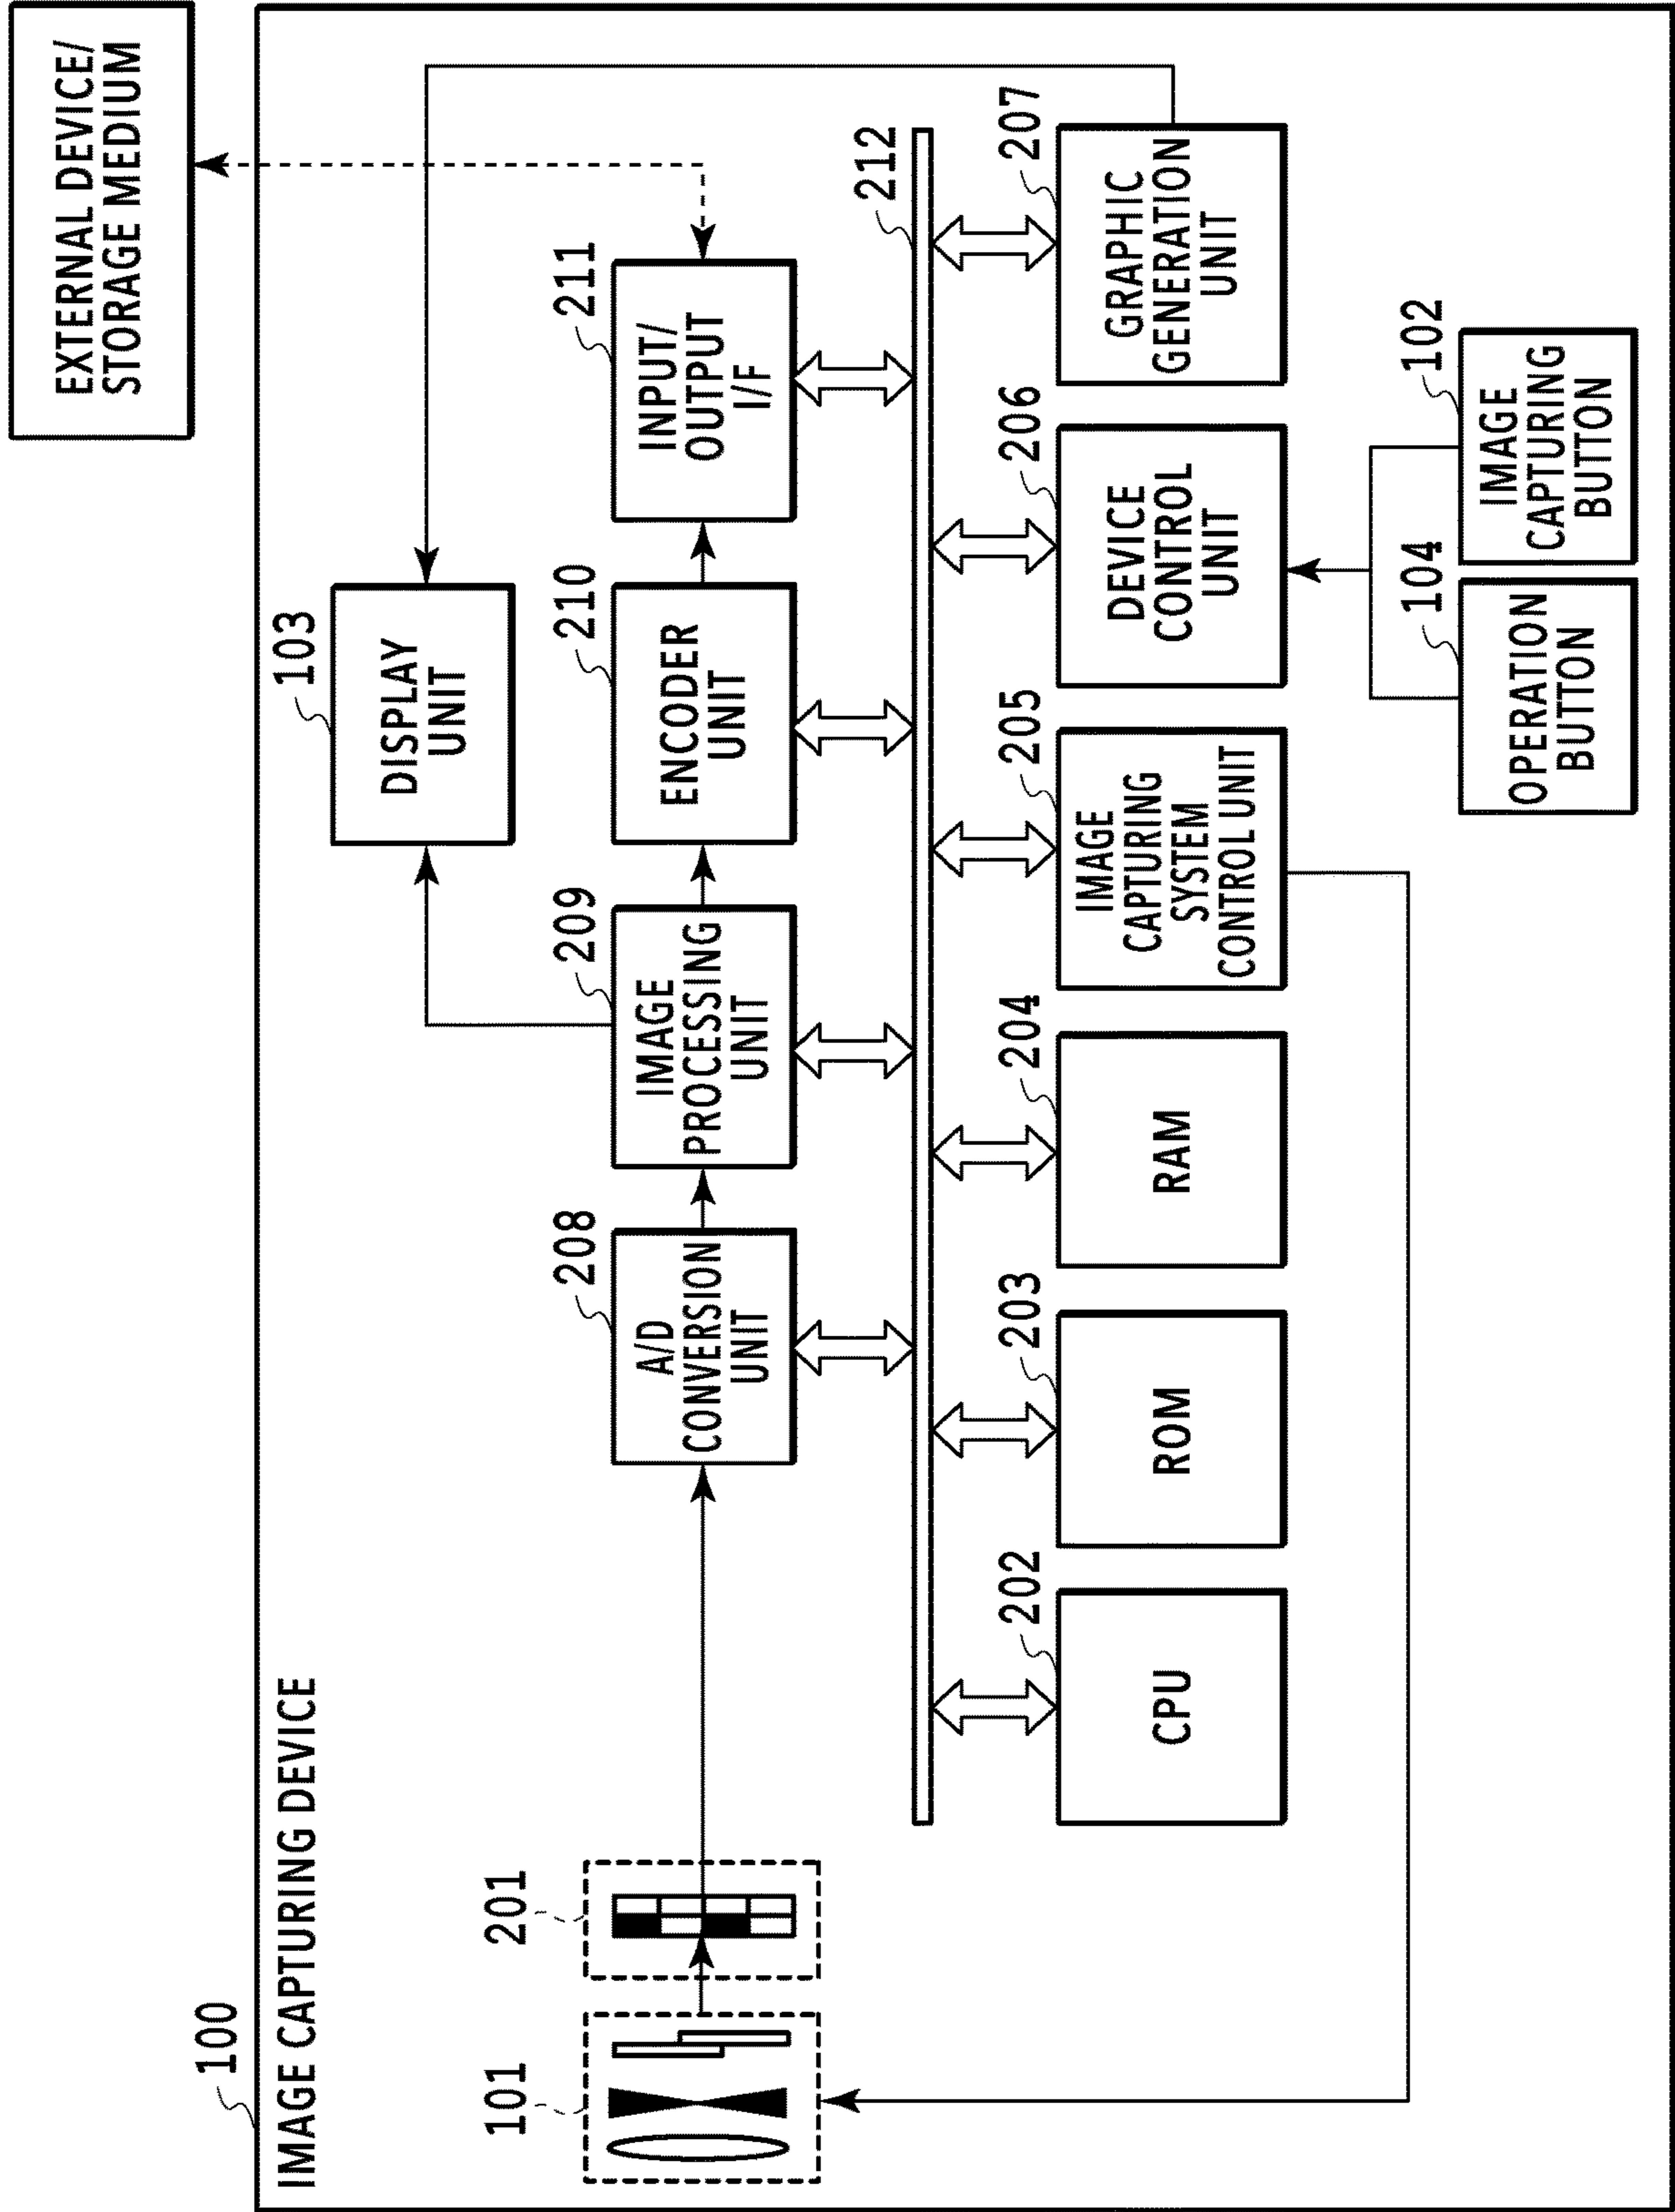 EXTERNAL DEVICE/
STORAGE MEDIUM
100
IMAGE CAPTURING DEVICE
103
DISPLAY
UNIT
101
201
208
A/D
CONVERSION
UNIT
209
IMAGE
PROCESSING
UNIT
210
ENCODER
UNIT
211
INPUT/
OUTPUT
I/F
212
202
CPU
203
ROM
204
RAM
205
IMAGE
CAPTURING
SYSTEM
CONTROL UNIT
206
DEVICE
CONTROL
UNIT
207
GRAPHIC
GENERATION
UNIT
104
OPERATION
BUTTON
102
IMAGE
CAPTURING
BUTTON